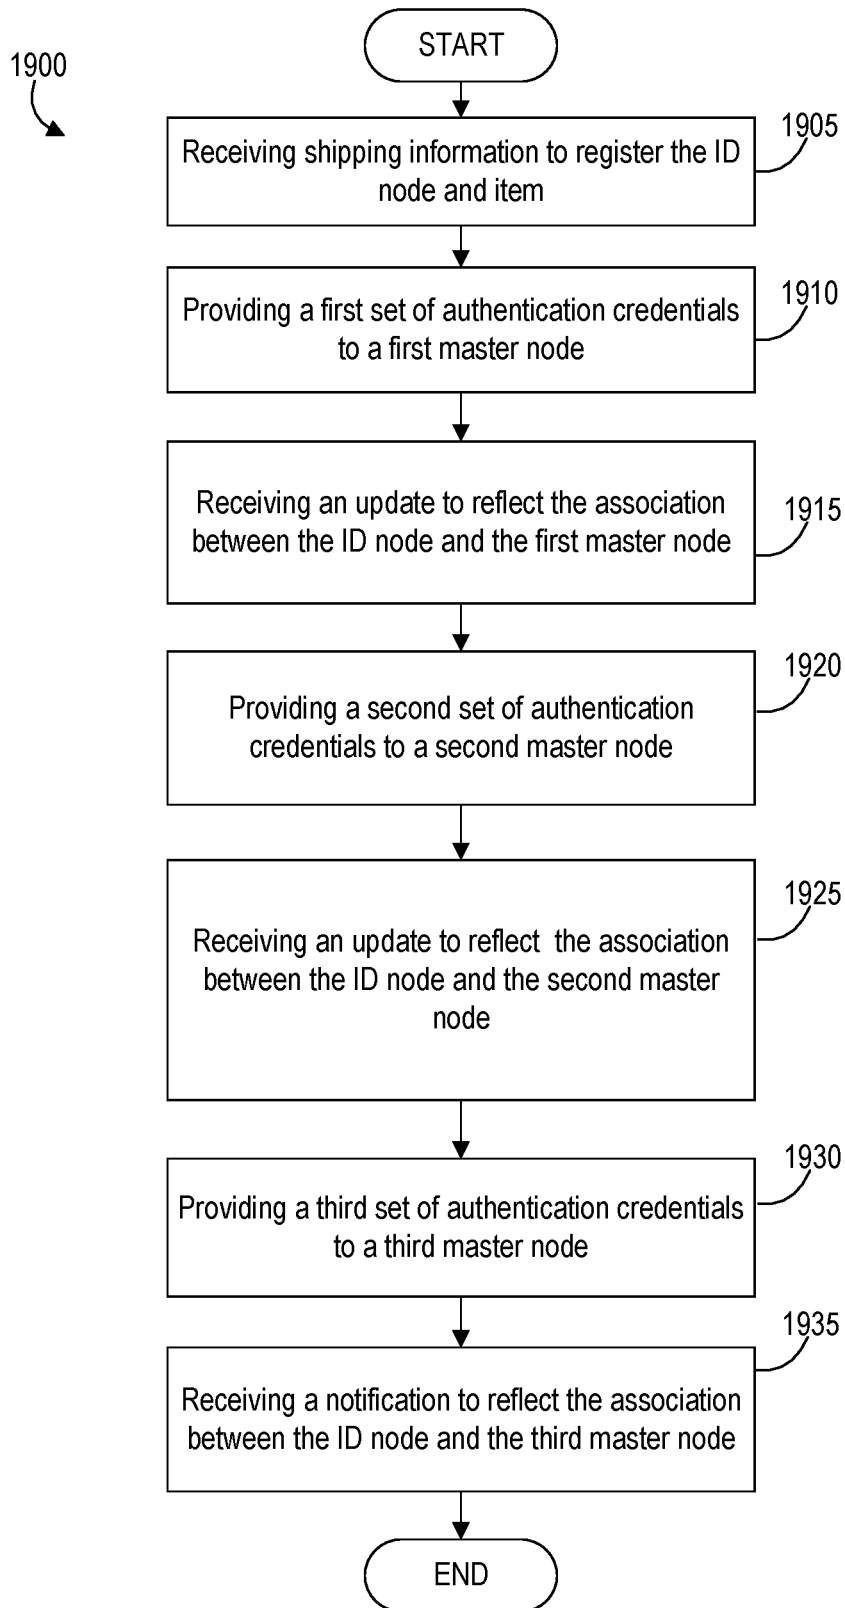 START
1900
1905
Receiving shipping information to register the ID
node and item
1910
Providing a first set of authentication credentials
to a first master node
1915
Receiving an update to reflect the association
between the ID node and the first master node
1920
Providing a second set of authentication
credentials to a second master node
1925
Receiving an update to reflect  the association
between the ID node and the second master
node
1930
Providing a third set of authentication credentials
to a third master node
1935
Receiving a notification to reflect the association
between the ID node and the third master node
END